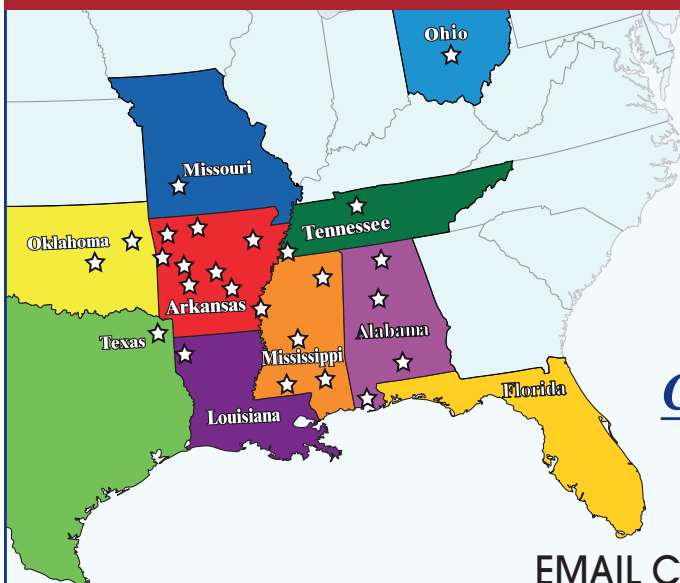 Ohio
Missouri
Tennessee
Oklahoma
Arkansas
Texas
Alabama
Mississippi
Florida
Louisiana
EMAIL C